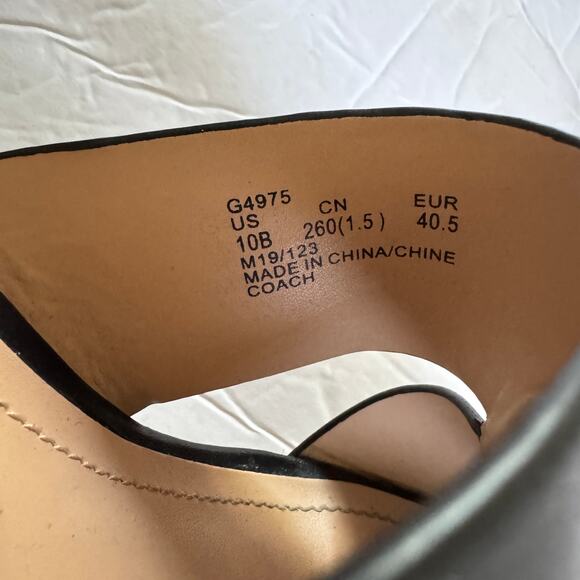 G4975
US CN EUR
10B 260(1.5) 40.5
M19/123
MADE IN CHINA/CHINE
COACH